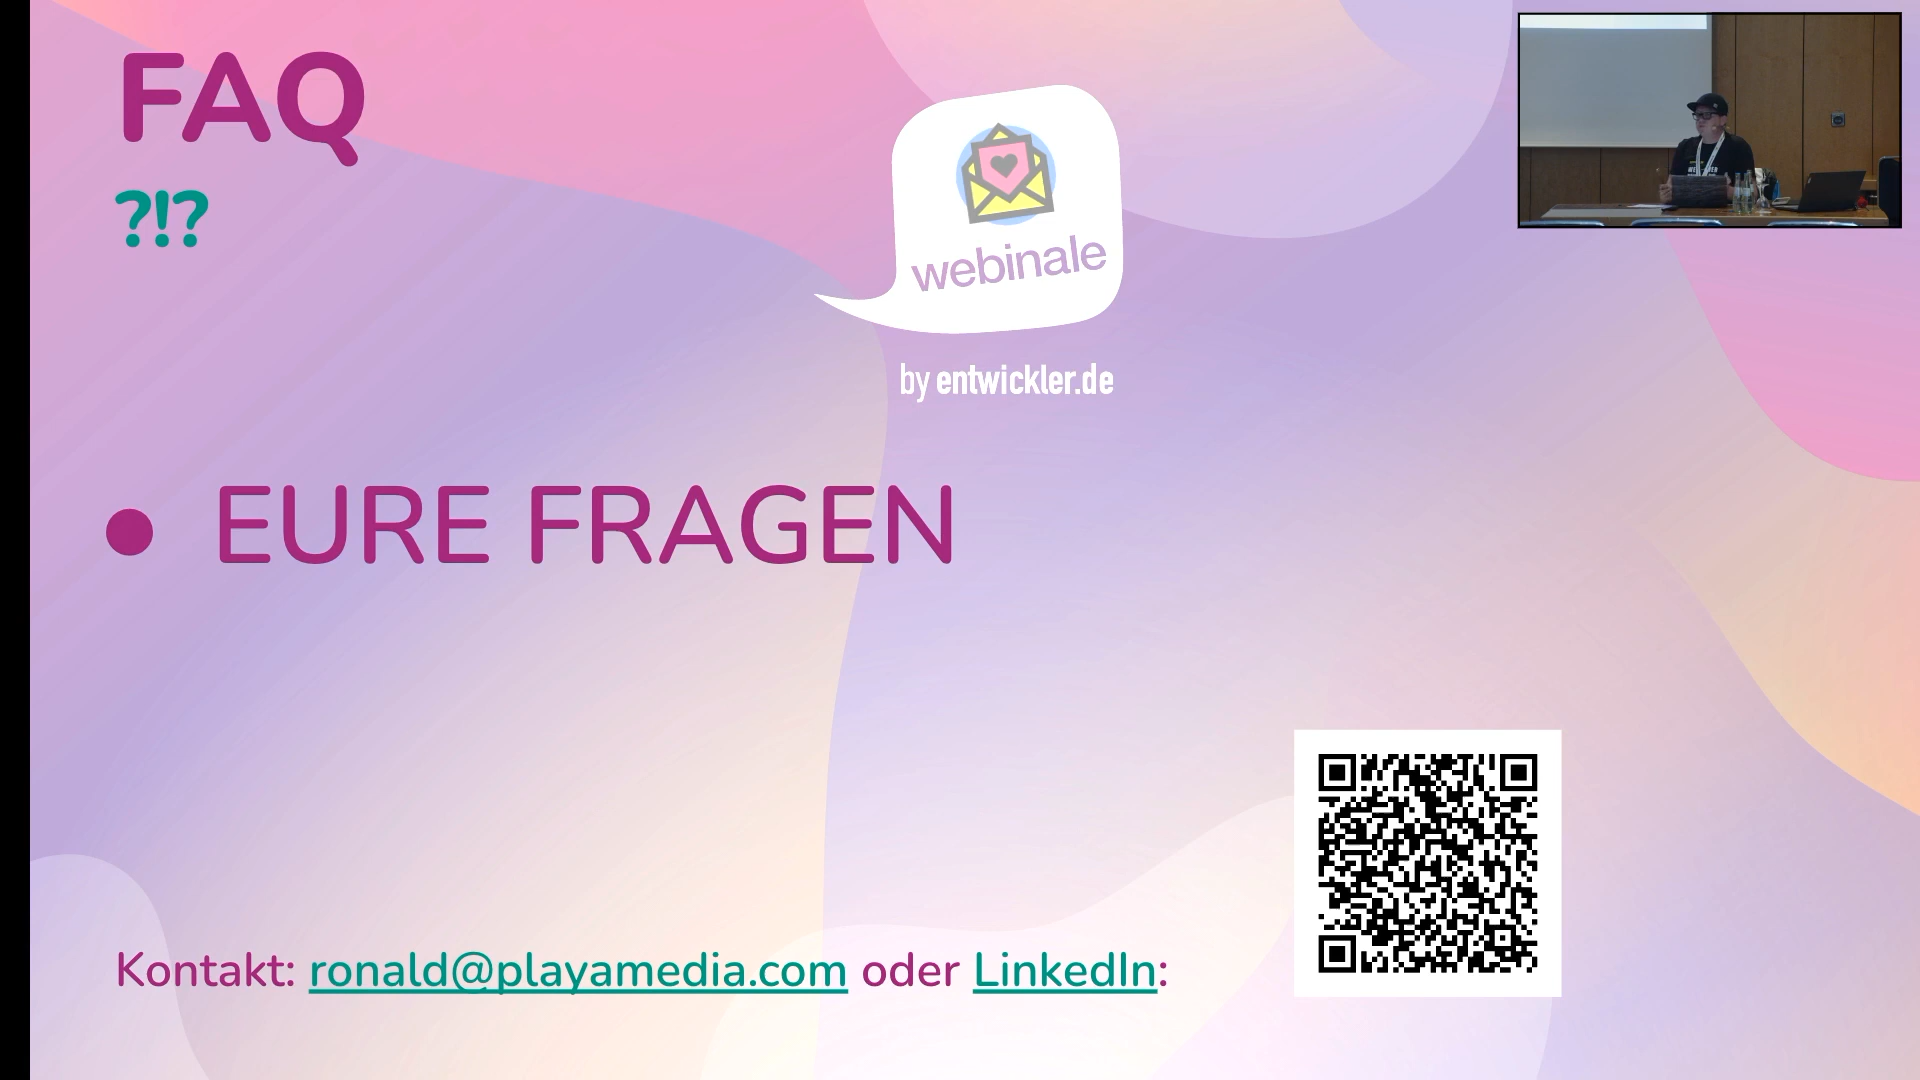 FAQ
?!?
webinale
by entwickler.de
● EURE FRAGEN
Kontakt: ronald@playamedia.com oder LinkedIn: